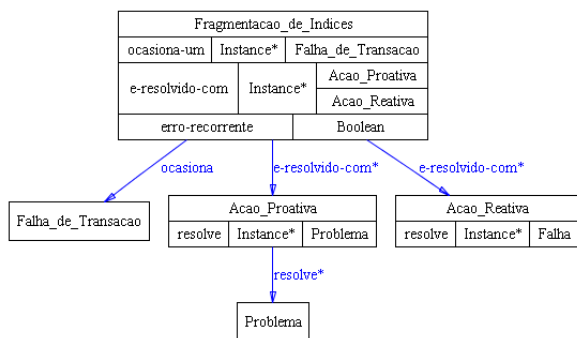 Fragmentacao_de_Indices
ocasiona-um Instance* Falha_de_Transacao
e-resolvido-com Instance* Acao_Proativa
Acao_Reativa
erro-recorrente Boolean
ocasiona e-resolvido-com* e-resolvido-com*
Falha_de_Transacao
Acao_Proativa
resolve Instance* Problema
Acao_Reativa
resolve Instance* Falha
resolve*
Problema